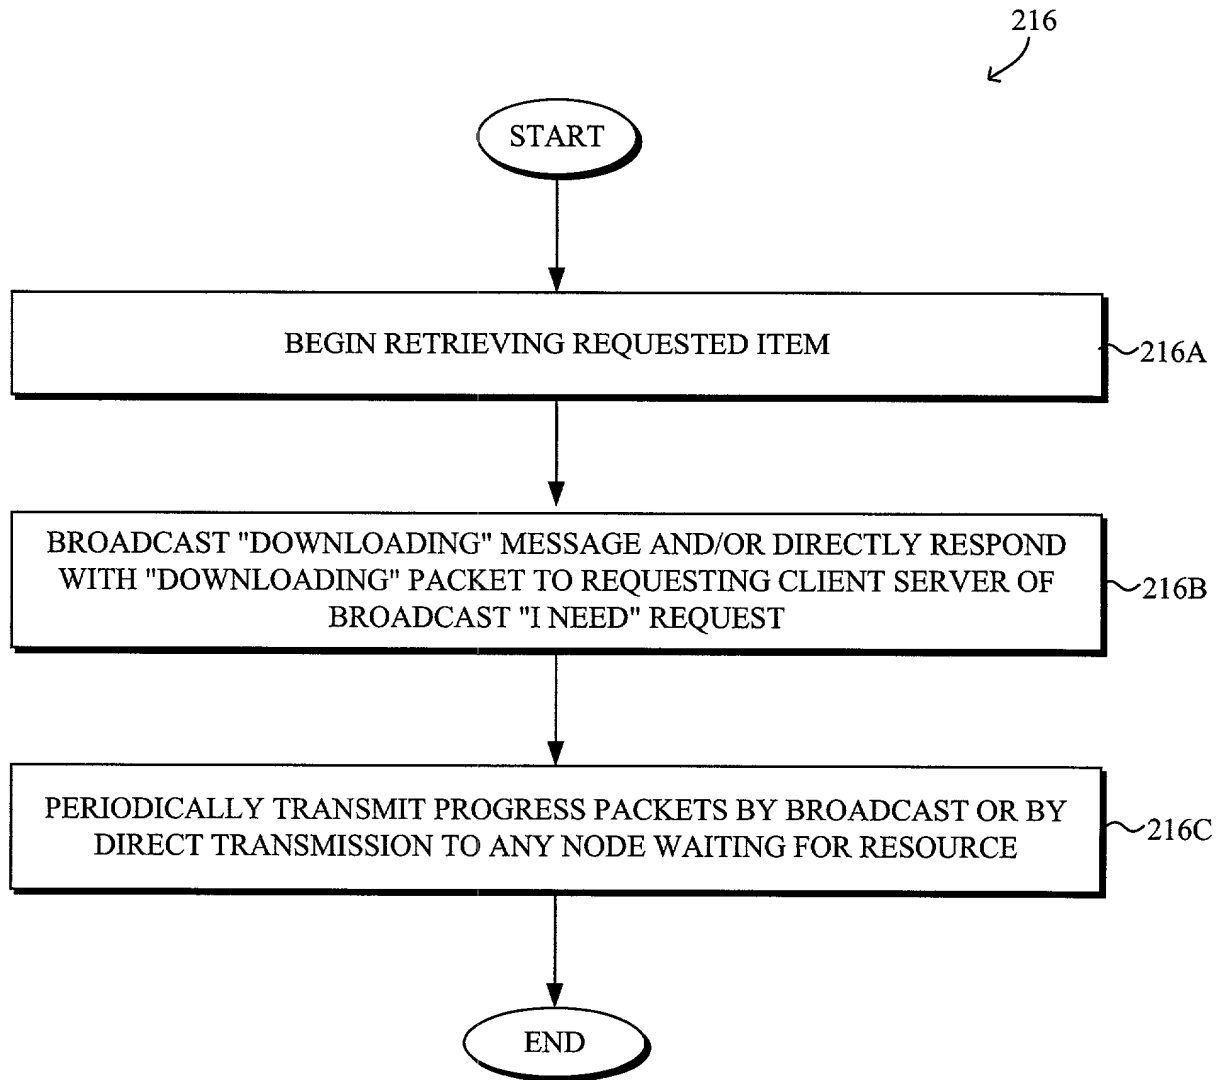 216
START
BEGIN RETRIEVING REQUESTED ITEM
216A
BROADCAST "DOWNLOADING" MESSAGE AND/OR DIRECTLY RESPOND
WITH "DOWNLOADING" PACKET TO REQUESTING CLIENT SERVER OF
BROADCAST "I NEED" REQUEST
216B
PERIODICALLY TRANSMIT PROGRESS PACKETS BY BROADCAST OR BY
DIRECT TRANSMISSION TO ANY NODE WAITING FOR RESOURCE
216C
END